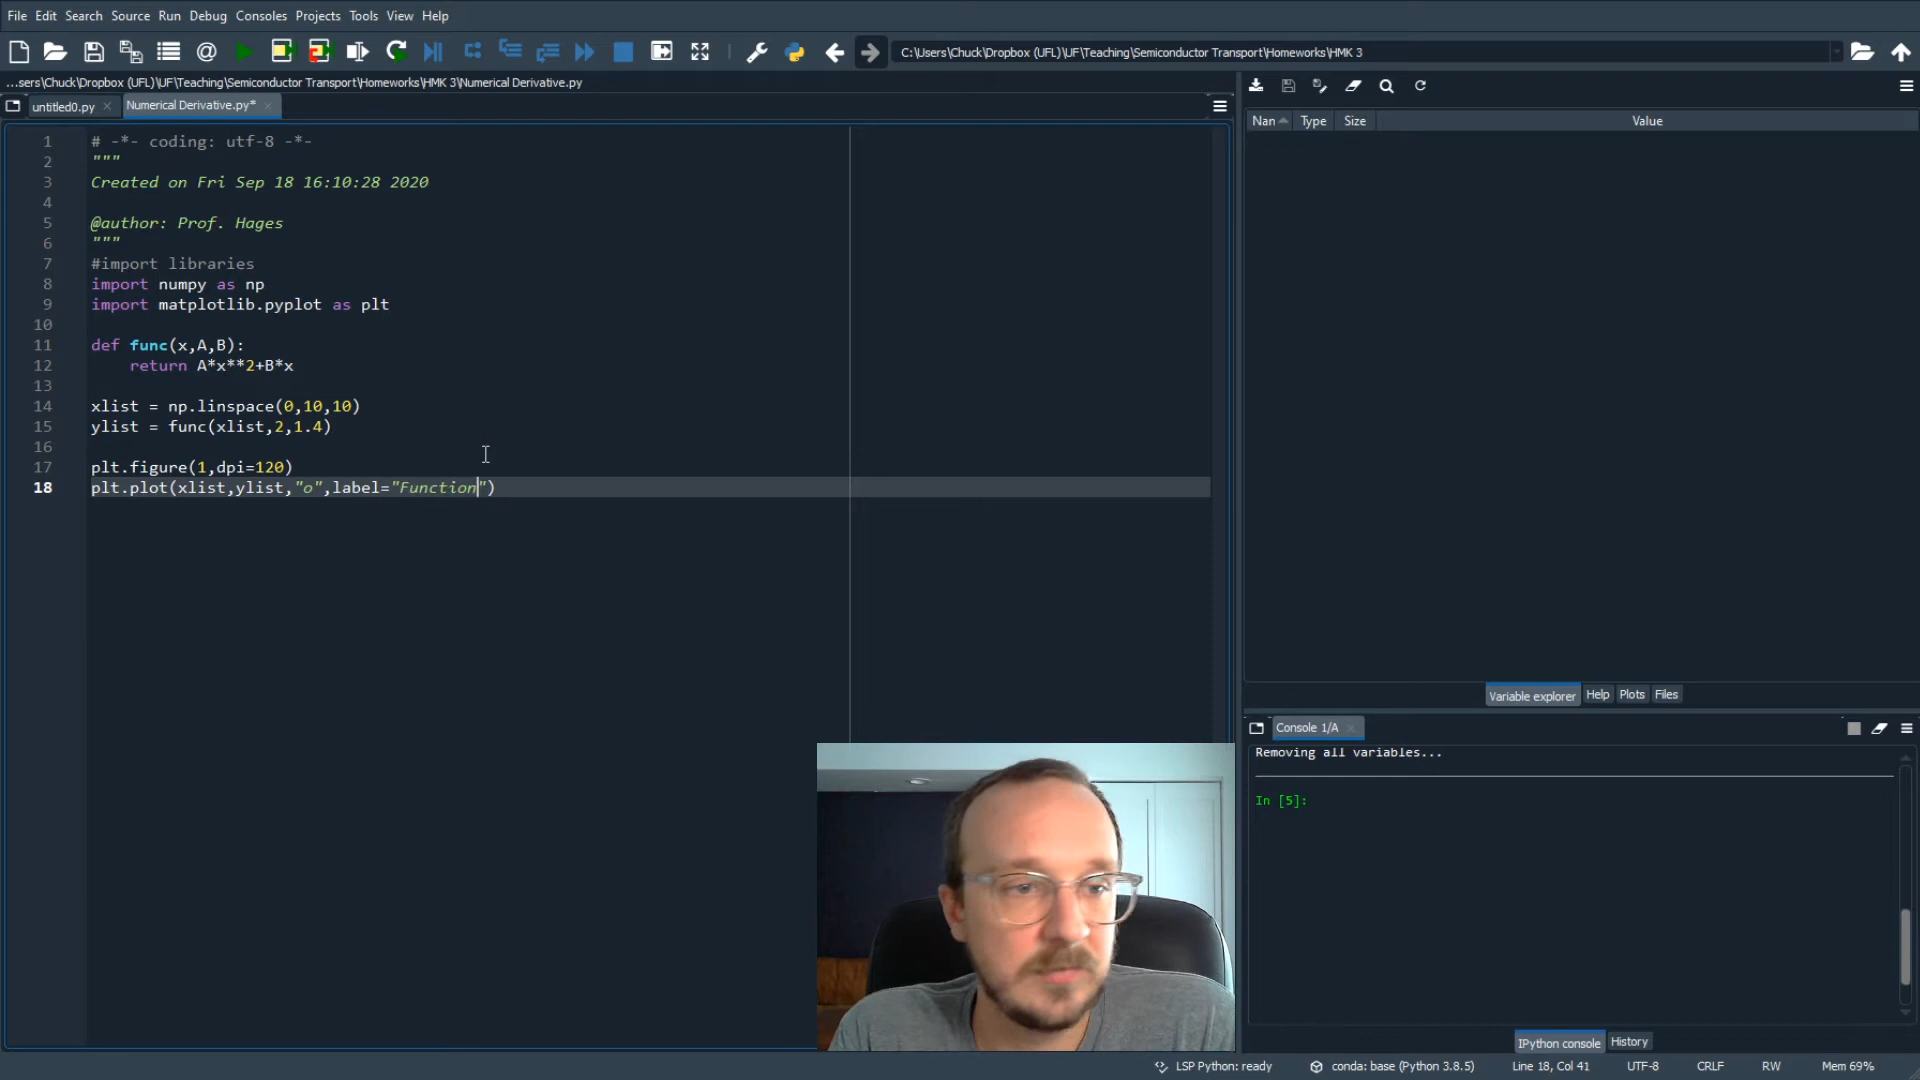 File Edit Search Source Run Debug Consoles Projects Tools View Help
C:\Users\Chuck\Dropbox (UFL)\UF\Teaching\Semiconductor Transport\Homeworks\HMK 3
...sers\Chuck\Dropbox (UFL)\UF\Teaching\Semiconductor Transport\Homeworks\HMK 3\Numerical Derivative.py
untitled0.py
Numerical Derivative.py*
1 # -*- coding: utf-8 -*-
2 """
3 Created on Fri Sep 18 16:10:28 2020
4
5 @author: Prof. Hages
6 """
7 #import libraries
8 import numpy as np
9 import matplotlib.pyplot as plt
10
11 def func(x,A,B):
12     return A*x**2+B*x
13
14 xlist = np.linspace(0,10,10)
15 ylist = func(xlist,2,1.4)
16
17 plt.figure(1,dpi=120)
18 plt.plot(xlist,ylist,"o",label="Function")
Nan Type Size Value
Variable explorer Help Plots Files
Console 1/A
Removing all variables...
In [5]:
IPython console History
LSP Python: ready conda: base (Python 3.8.5) Line 18, Col 41 UTF-8 CRLF RW Mem 69%